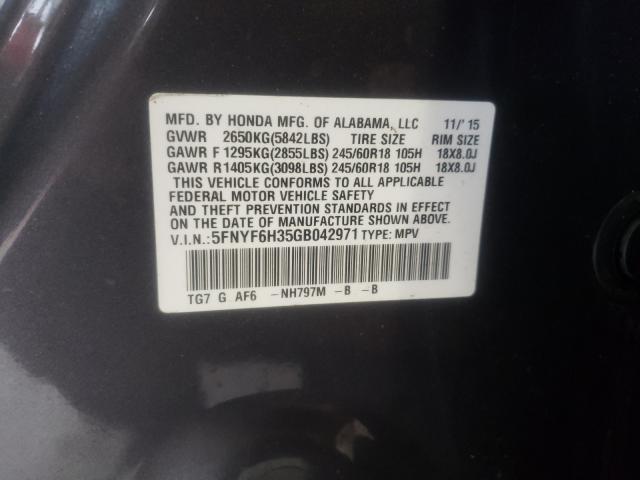 MFD. BY HONDA MFG. OF ALABAMA, LLC 11/'15
GVWR 2650KG(5842LBS) TIRE SIZE RIM SIZE
GAWR F 1295KG(2855LBS) 245/60R18 105H 18X8.0J
GAWR R 1405KG(3098LBS) 245/60R18 105H 18X8.0J
THIS VEHICLE CONFORMS TO ALL APPLICABLE
FEDERAL MOTOR VEHICLE SAFETY
AND THEFT PREVENTION STANDARDS IN EFFECT
ON THE DATE OF MANUFACTURE SHOWN ABOVE.
V.I.N.:5FNYF6H35GB042971 TYPE: MPV
TG7 G AF6 -NH797M -B -B